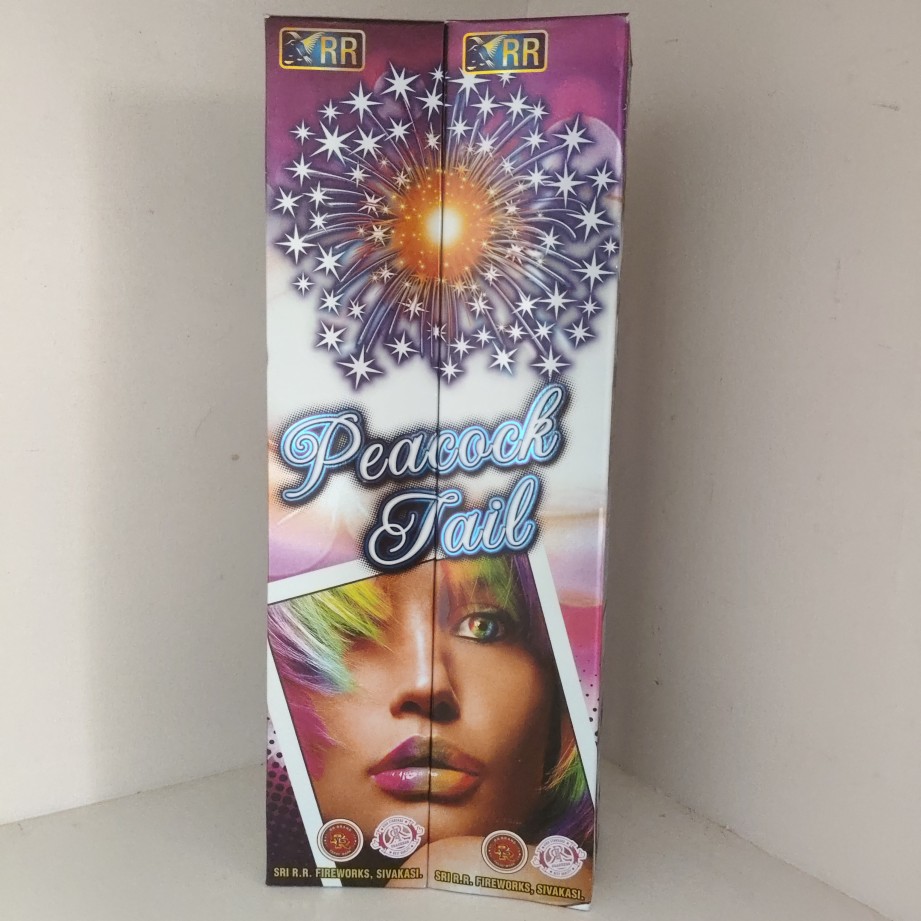 RR
RR
Peacock
Tail
SRI R.R. FIREWORKS, SIVAKASI.
SRI R.R. FIREWORKS, SIVAKASI.